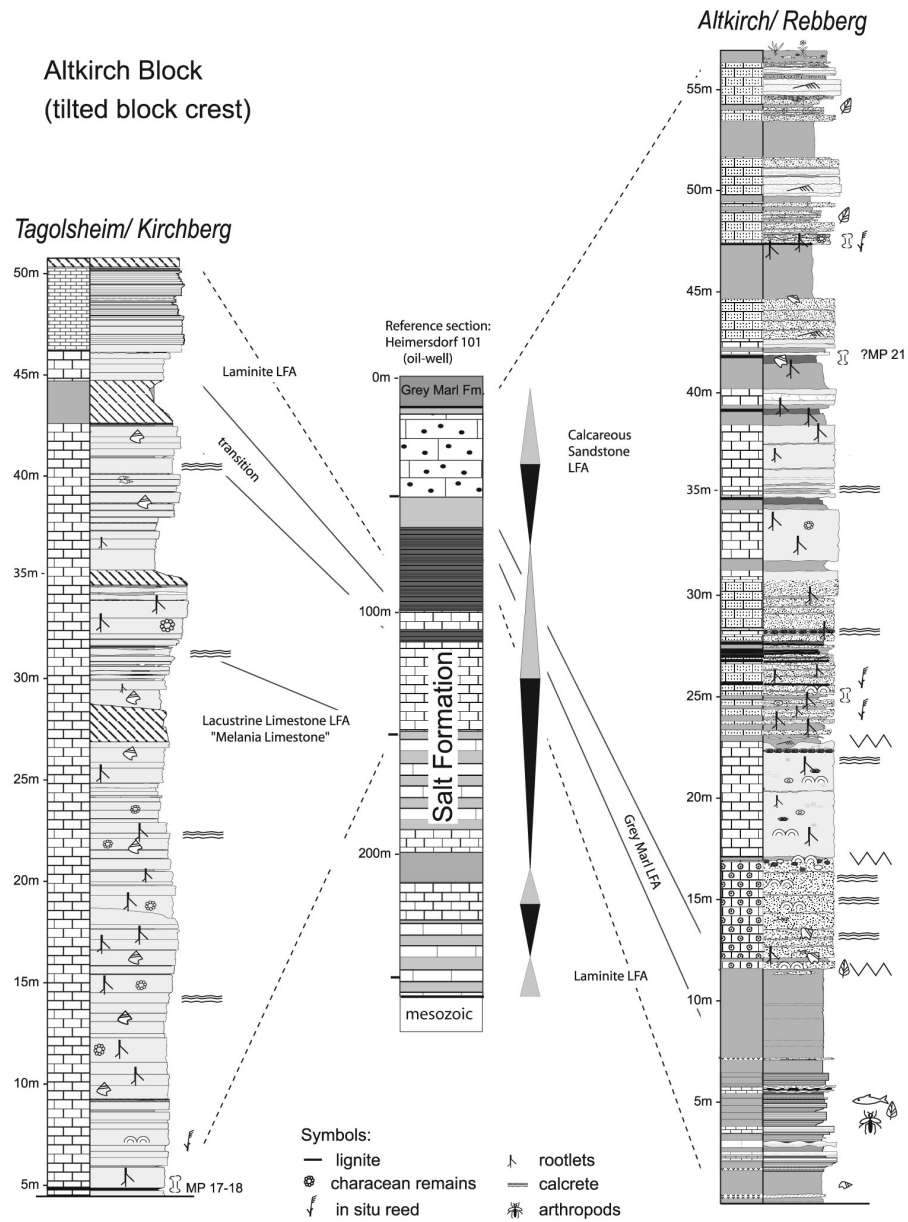 Altkirch/ Rebberg
Altkirch Block
(tilted block crest)
Tagolsheim/ Kirchberg
55m
50m
45m
?MP 21
40m
35m
30m
25m
20m
15m
10m
5m
50m
45m
40m
35m
30m
25m
20m
15m
10m
5m
MP 17-18
Laminite LFA
transition
Lacustrine Limestone LFA
"Melania Limestone"
Reference section:
Heimersdorf 101
(oil-well)
0m
Grey Marl Fm.
100m
Salt Formation
200m
mesozoic
Calcareous
Sandstone
LFA
Grey Marl LFA
Laminite LFA
Symbols:
lignite
characean remains
in situ reed
rootlets
calcrete
arthropods